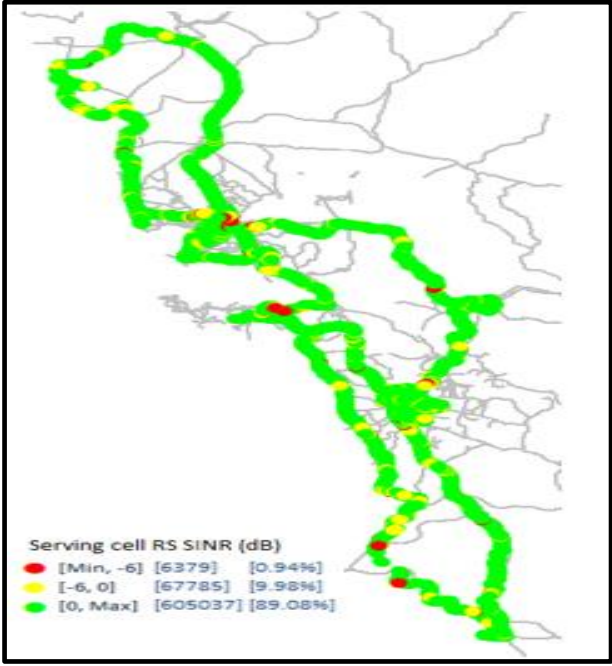 Serving cell RS SINR (dB)
[Min, -6] [6379] [0.94%]
[-6, 0] [67785] [9.98%]
[0, Max] [605037] [89.08%]